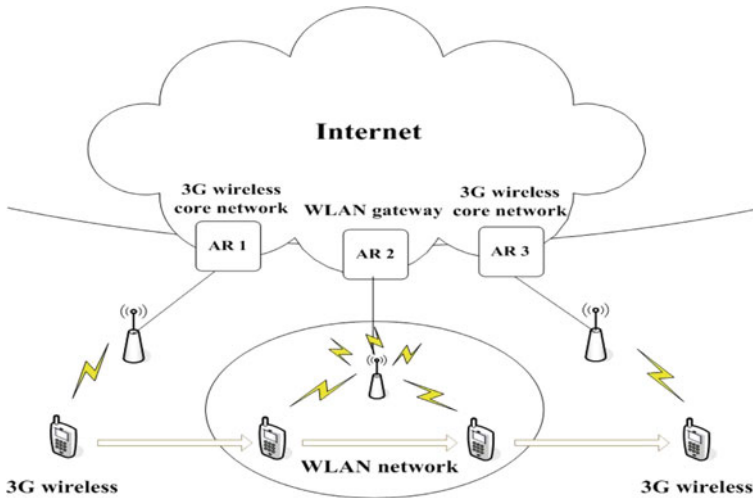 Internet
3G wireless
core network
WLAN gateway
3G wireless
core network
AR 1
AR 2
AR 3
WLAN network
3G wireless
3G wireless